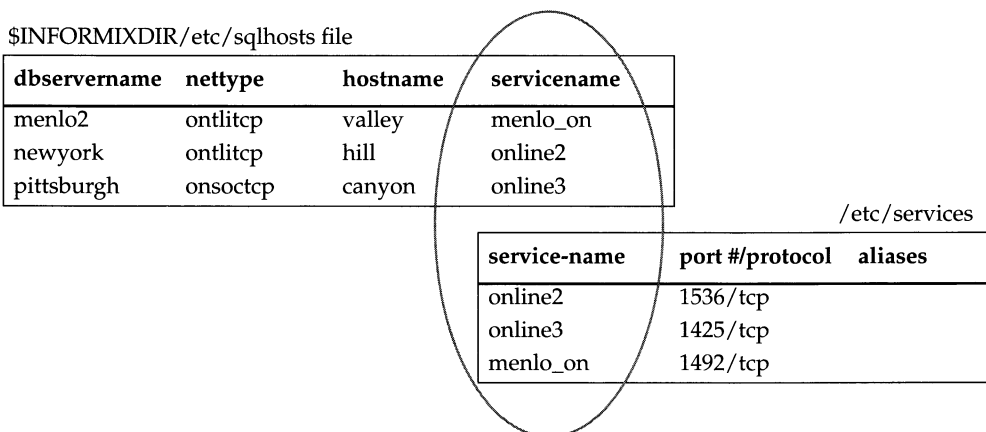 $INFORMIXDIR/etc/sqlhosts file
dbservername nettype hostname servicename
menlo2 ontlitcp valley menlo_on
newyork ontlitcp hill online2
pittsburgh onsoctcp canyon online3
/etc/services
service-name port #/protocol aliases
online2 1536/tcp
online3 1425/tcp
menlo_on 1492/tcp